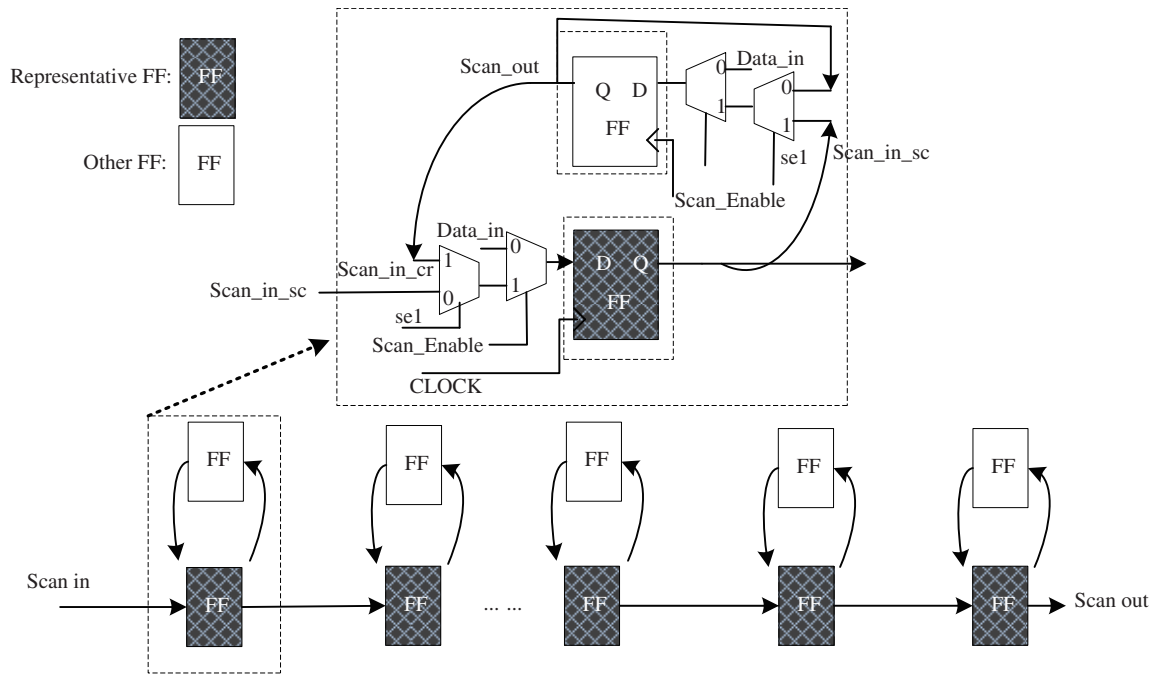 Representative FF:
FF
Other FF:
FF
Scan_out
Data_in
0
1
0
1
Q D
FF
se1
Scan_in_sc
Scan_Enable
Data_in
0
1
1
0
Scan_in_cr
Scan_in_sc
D Q
FF
se1
Scan_Enable
CLOCK
FF
FF
FF
FF
FF
Scan in
FF
FF
... ...
FF
FF
FF
Scan out